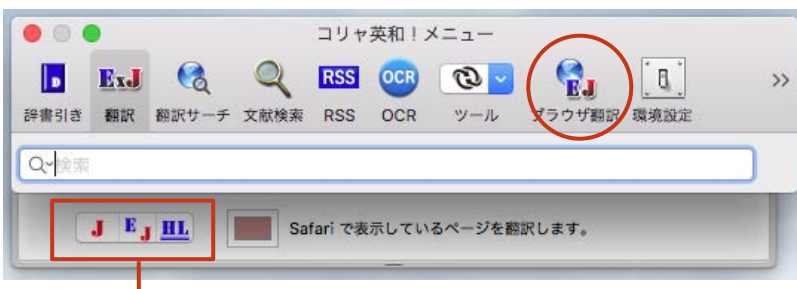 コリャ英和！メニュー
D ExJ RSS OCR EJ
辞書引き 翻訳 翻訳サーチ 文献検索 RSS OCR ツール ブラウザ翻訳 環境設定 >>
検索
J EJ HL Safari で表示しているページを翻訳します。